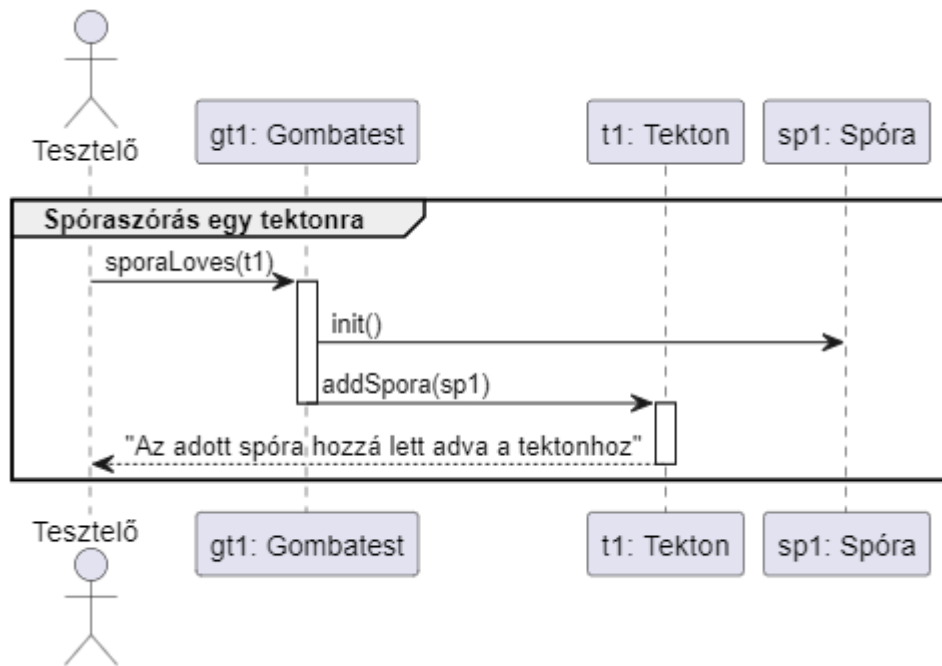 Tesztelő
gt1: Gombatest
t1: Tekton
sp1: Spóra
Spóraszórás egy tektonra
sporaLoves(t1)
init()
addSpora(sp1)
"Az adott spóra hozzá lett adva a tektonhoz"
Tesztelő
gt1: Gombatest
t1: Tekton
sp1: Spóra